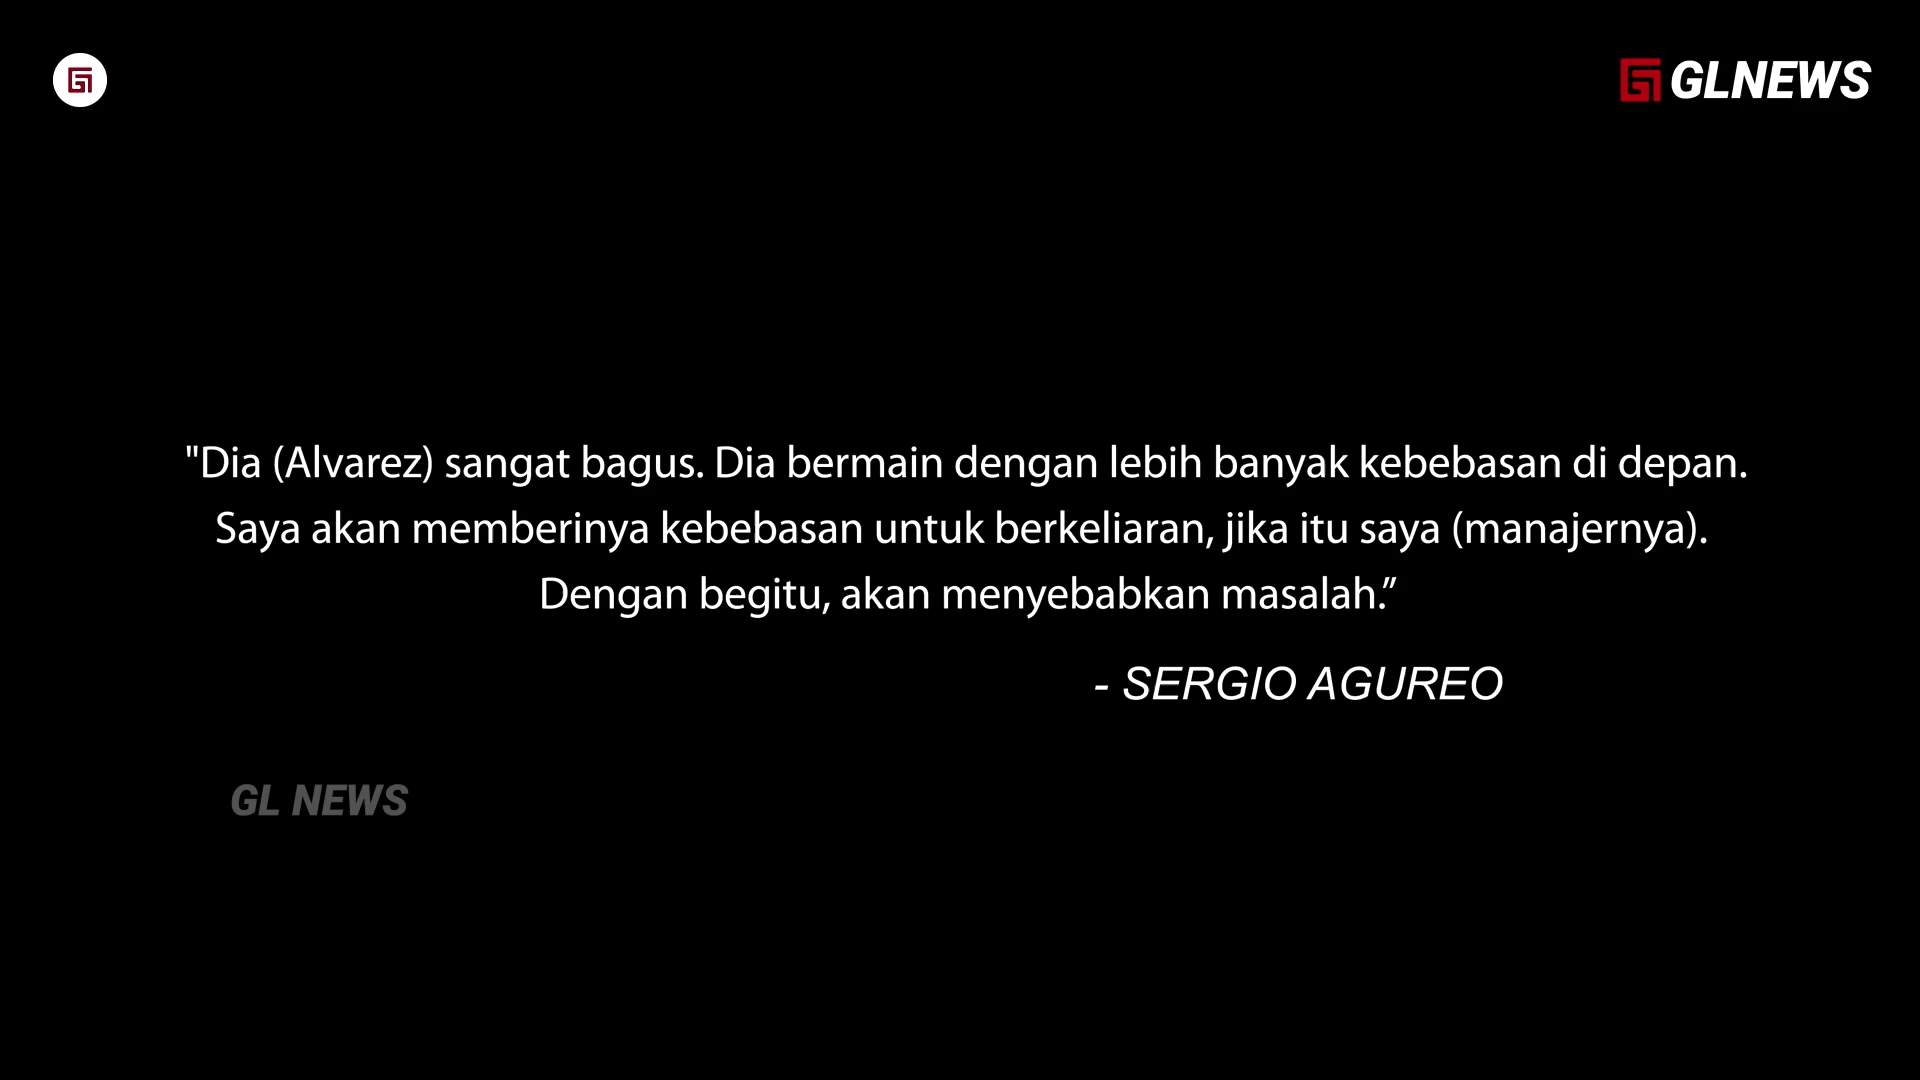 GLNEWS
"Dia (Alvarez) sangat bagus. Dia bermain dengan lebih banyak kebebasan di depan.
Saya akan memberinya kebebasan untuk berkeliaran, jika itu saya (manajernya).
Dengan begitu, akan menyebabkan masalah.”
- SERGIO AGUREO
GL NEWS